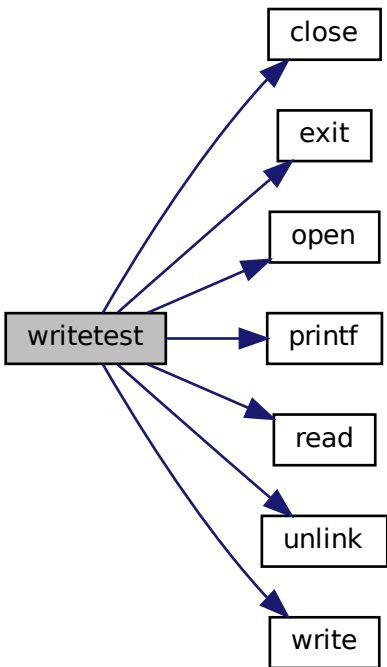 close
exit
open
writetest
printf
read
unlink
write